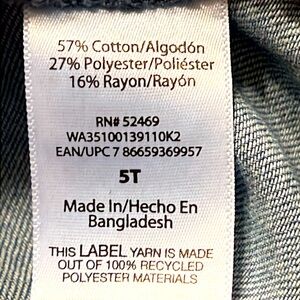 57% Cotton/Algodón
27% Polyester/Poliéster
16% Rayon/Rayón
RN# 52469
WA35100139110K2
EAN/UPC 7 86659369957
5T
Made In/Hecho En
Bangladesh
THIS LABEL YARN IS MADE
OUT OF 100% RECYCLED
POLYESTER MATERIALS